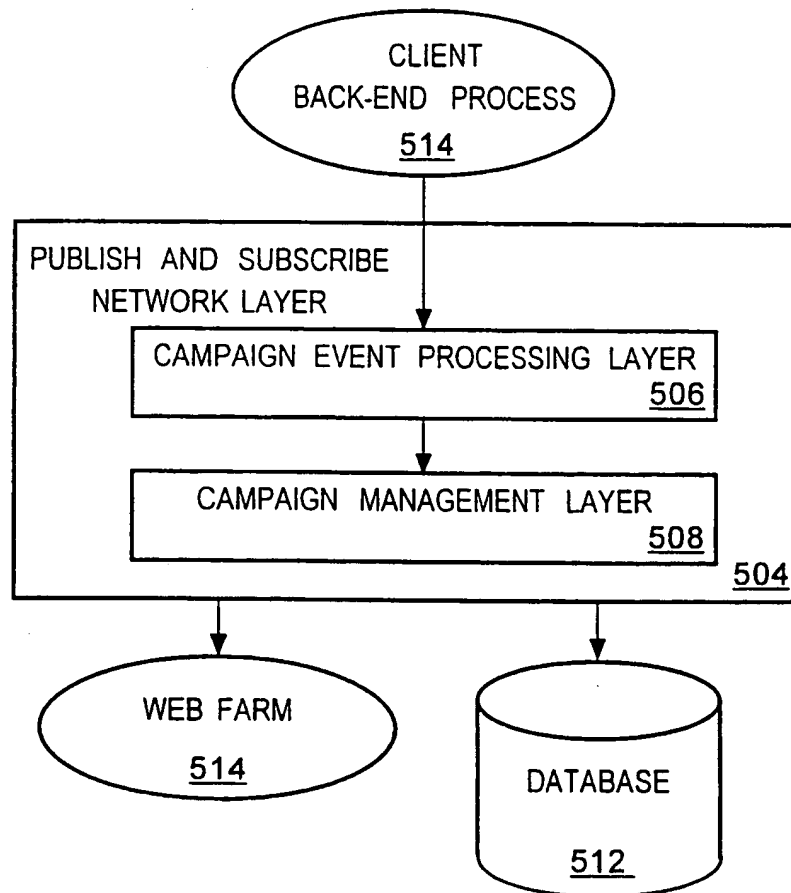 CLIENT
BACK-END PROCESS
514
PUBLISH AND SUBSCRIBE
NETWORK LAYER
CAMPAIGN EVENT PROCESSING LAYER
506
CAMPAIGN MANAGEMENT LAYER
508
504
WEB FARM
514
DATABASE
512